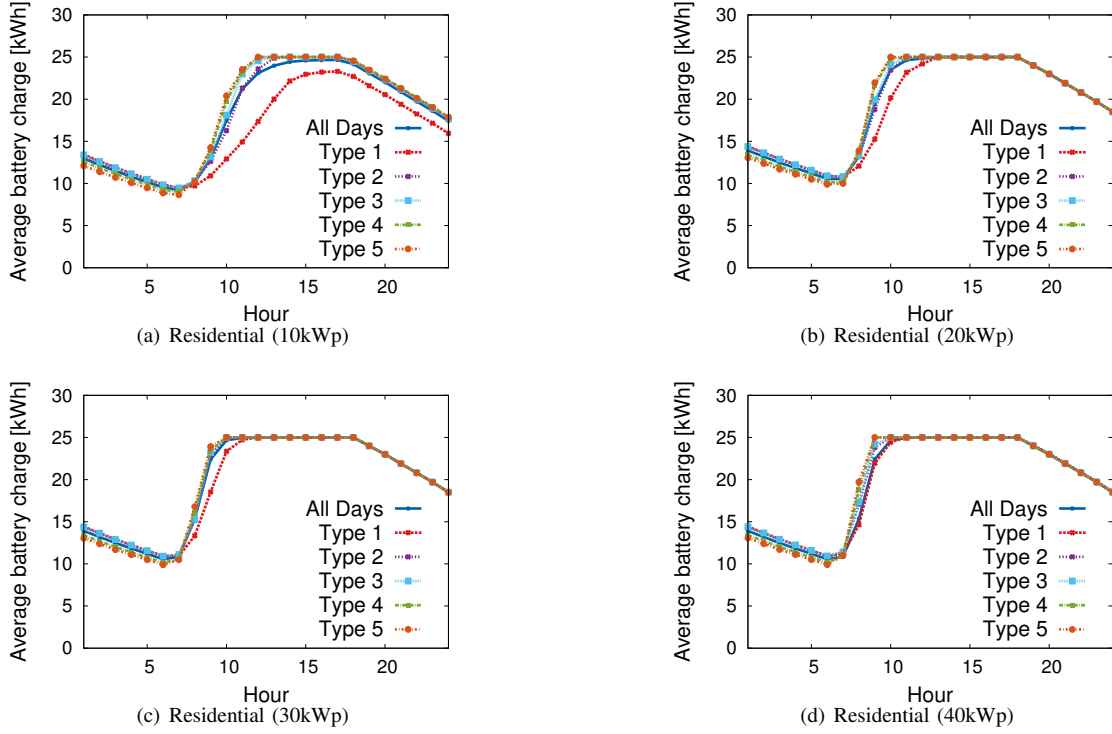 Average battery charge [kWh]
30
25
20
15
10
5
0
All Days
Type 1
Type 2
Type 3
Type 4
Type 5
5 10 15 20
Hour
(a) Residential (10kWp)
Average battery charge [kWh]
30
25
20
15
10
5
0
All Days
Type 1
Type 2
Type 3
Type 4
Type 5
5 10 15 20
Hour
(b) Residential (20kWp)
Average battery charge [kWh]
30
25
20
15
10
5
0
All Days
Type 1
Type 2
Type 3
Type 4
Type 5
5 10 15 20
Hour
(c) Residential (30kWp)
Average battery charge [kWh]
30
25
20
15
10
5
0
All Days
Type 1
Type 2
Type 3
Type 4
Type 5
5 10 15 20
Hour
(d) Residential (40kWp)